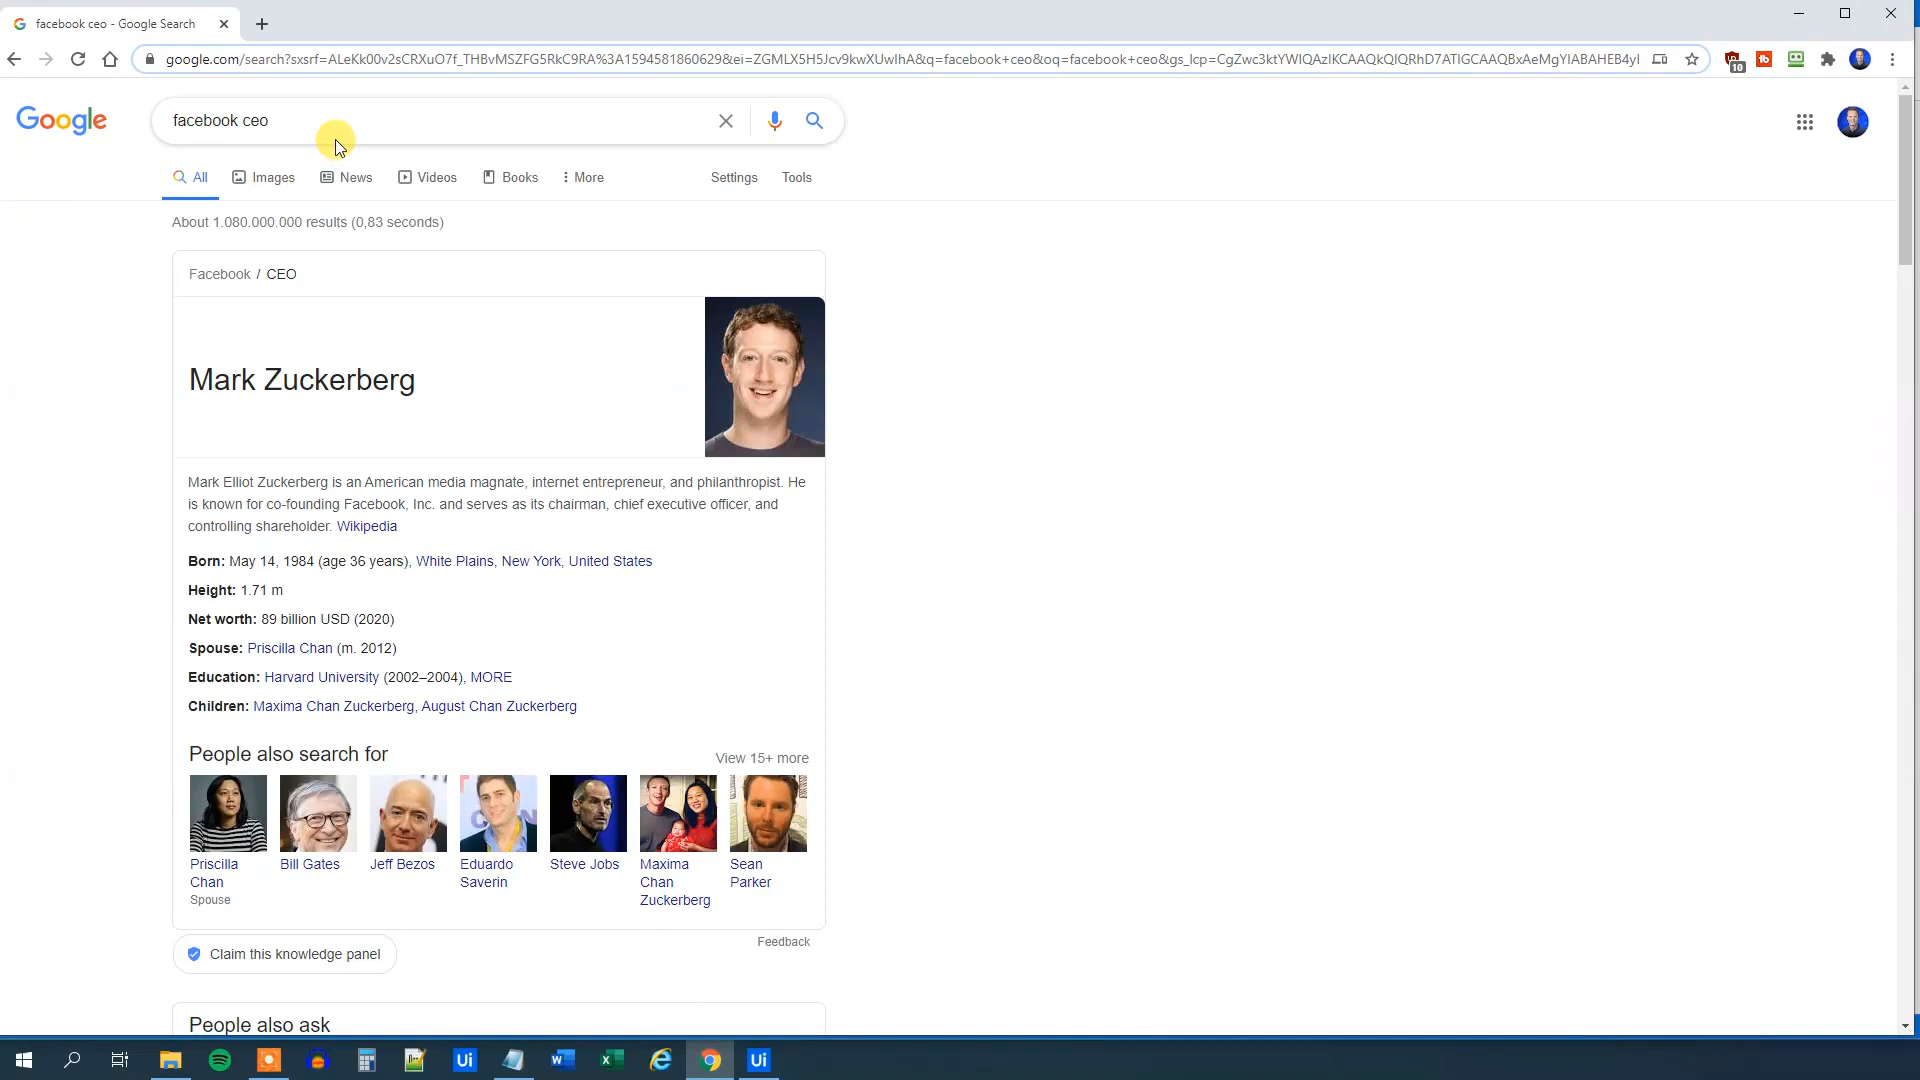 facebook ceo - Google Search
google.com/search?sxsrf=ALeKk00v2sCRXuO7f_THBvMSZFG5RkC9RA%3A1594581860629&ei=ZGMLX5H5Jcv9kwXUwIhA&q=facebook+ceo&oq=facebook+ceo&gs_lcp=CgZwc3ktYWIQAzIKCAAQkQIQRhD7ATIGCAAQBxAeMgYIABAHEB4yI
10
Google
facebook ceo
All
Images
News
Videos
Books
More
Settings
Tools
About 1.080.000.000 results (0,83 seconds)
Facebook / CEO
Mark Zuckerberg
Mark Elliot Zuckerberg is an American media magnate, internet entrepreneur, and philanthropist. He
is known for co-founding Facebook, Inc. and serves as its chairman, chief executive officer, and
controlling shareholder. Wikipedia
Born: May 14, 1984 (age 36 years), White Plains, New York, United States
Height: 1.71 m
Net worth: 89 billion USD (2020)
Spouse: Priscilla Chan (m. 2012)
Education: Harvard University (2002–2004), MORE
Children: Maxima Chan Zuckerberg, August Chan Zuckerberg
People also search for
View 15+ more
Priscilla
Chan
Spouse
Bill Gates
Jeff Bezos
Eduardo
Saverin
Steve Jobs
Maxima
Chan
Zuckerberg
Sean
Parker
Feedback
Claim this knowledge panel
People also ask
Ui
Ui